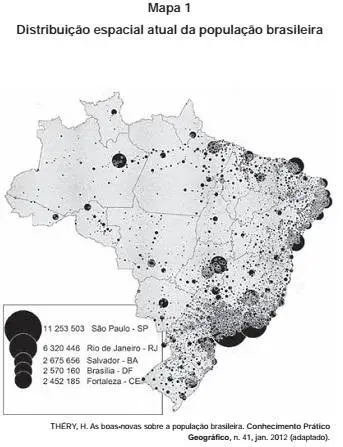 Mapa 1
Distribuição espacial atual da população brasileira
11 253 503 São Paulo - SP
6 320 446 Rio de Janeiro - RJ
2 675 656 Salvador - BA
2 570 160 Brasília - DF
2 452 185 Fortaleza - CE
THÉRY, H. As boas-novas sobre a população brasileira. Conhecimento Prático
Geográfico, n. 41, jan. 2012 (adaptado).